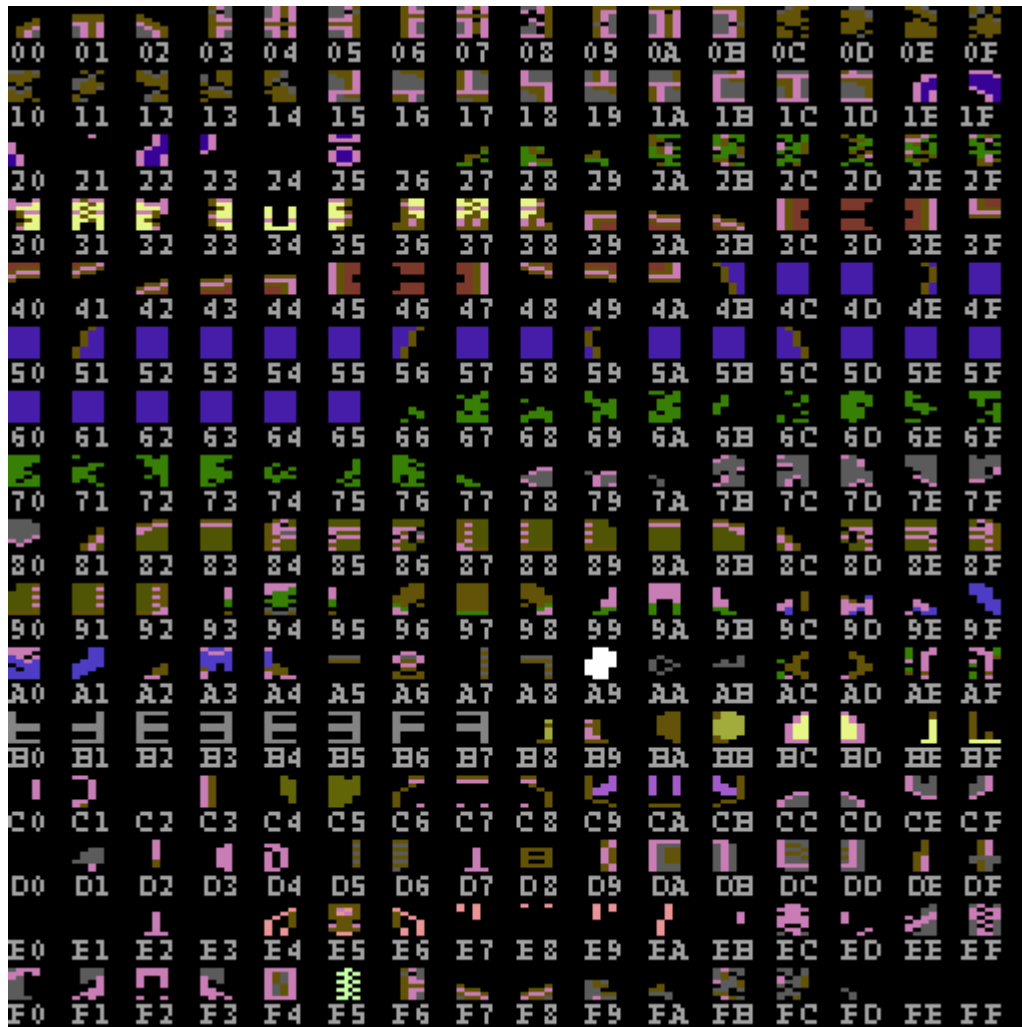 00 01 02 03 04 05 06 07 08 09 0A 0B 0C 0D 0E 0F
10 11 12 13 14 15 16 17 18 19 1A 1B 1C 1D 1E 1F
20 21 22 23 24 25 26 27 28 29 2A 2B 2C 2D 2E 2F
30 31 32 33 34 35 36 37 38 39 3A 3B 3C 3D 3E 3F
40 41 42 43 44 45 46 47 48 49 4A 4B 4C 4D 4E 4F
50 51 52 53 54 55 56 57 58 59 5A 5B 5C 5D 5E 5F
60 61 62 63 64 65 66 67 68 69 6A 6B 6C 6D 6E 6F
70 71 72 73 74 75 76 77 78 79 7A 7B 7C 7D 7E 7F
80 81 82 83 84 85 86 87 88 89 8A 8B 8C 8D 8E 8F
90 91 92 93 94 95 96 97 98 99 9A 9B 9C 9D 9E 9F
A0 A1 A2 A3 A4 A5 A6 A7 A8 A9 AA AB AC AD AE AF
B0 B1 B2 B3 B4 B5 B6 B7 B8 B9 BA BB BC BD BE BF
C0 C1 C2 C3 C4 C5 C6 C7 C8 C9 CA CB CC CD CE CF
D0 D1 D2 D3 D4 D5 D6 D7 D8 D9 DA DB DC DD DE DF
E0 E1 E2 E3 E4 E5 E6 E7 E8 E9 EA EB EC ED EE EF
F0 F1 F2 F3 F4 F5 F6 F7 F8 F9 FA FB FC FD FE FF